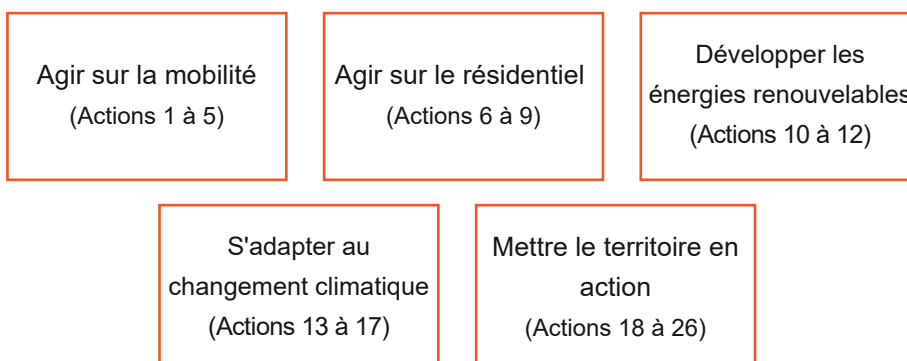 Agir sur la mobilité
(Actions 1 à 5)
Agir sur le résidentiel
(Actions 6 à 9)
Développer les
énergies renouvelables
(Actions 10 à 12)
S'adapter au
changement climatique
(Actions 13 à 17)
Mettre le territoire en
action
(Actions 18 à 26)